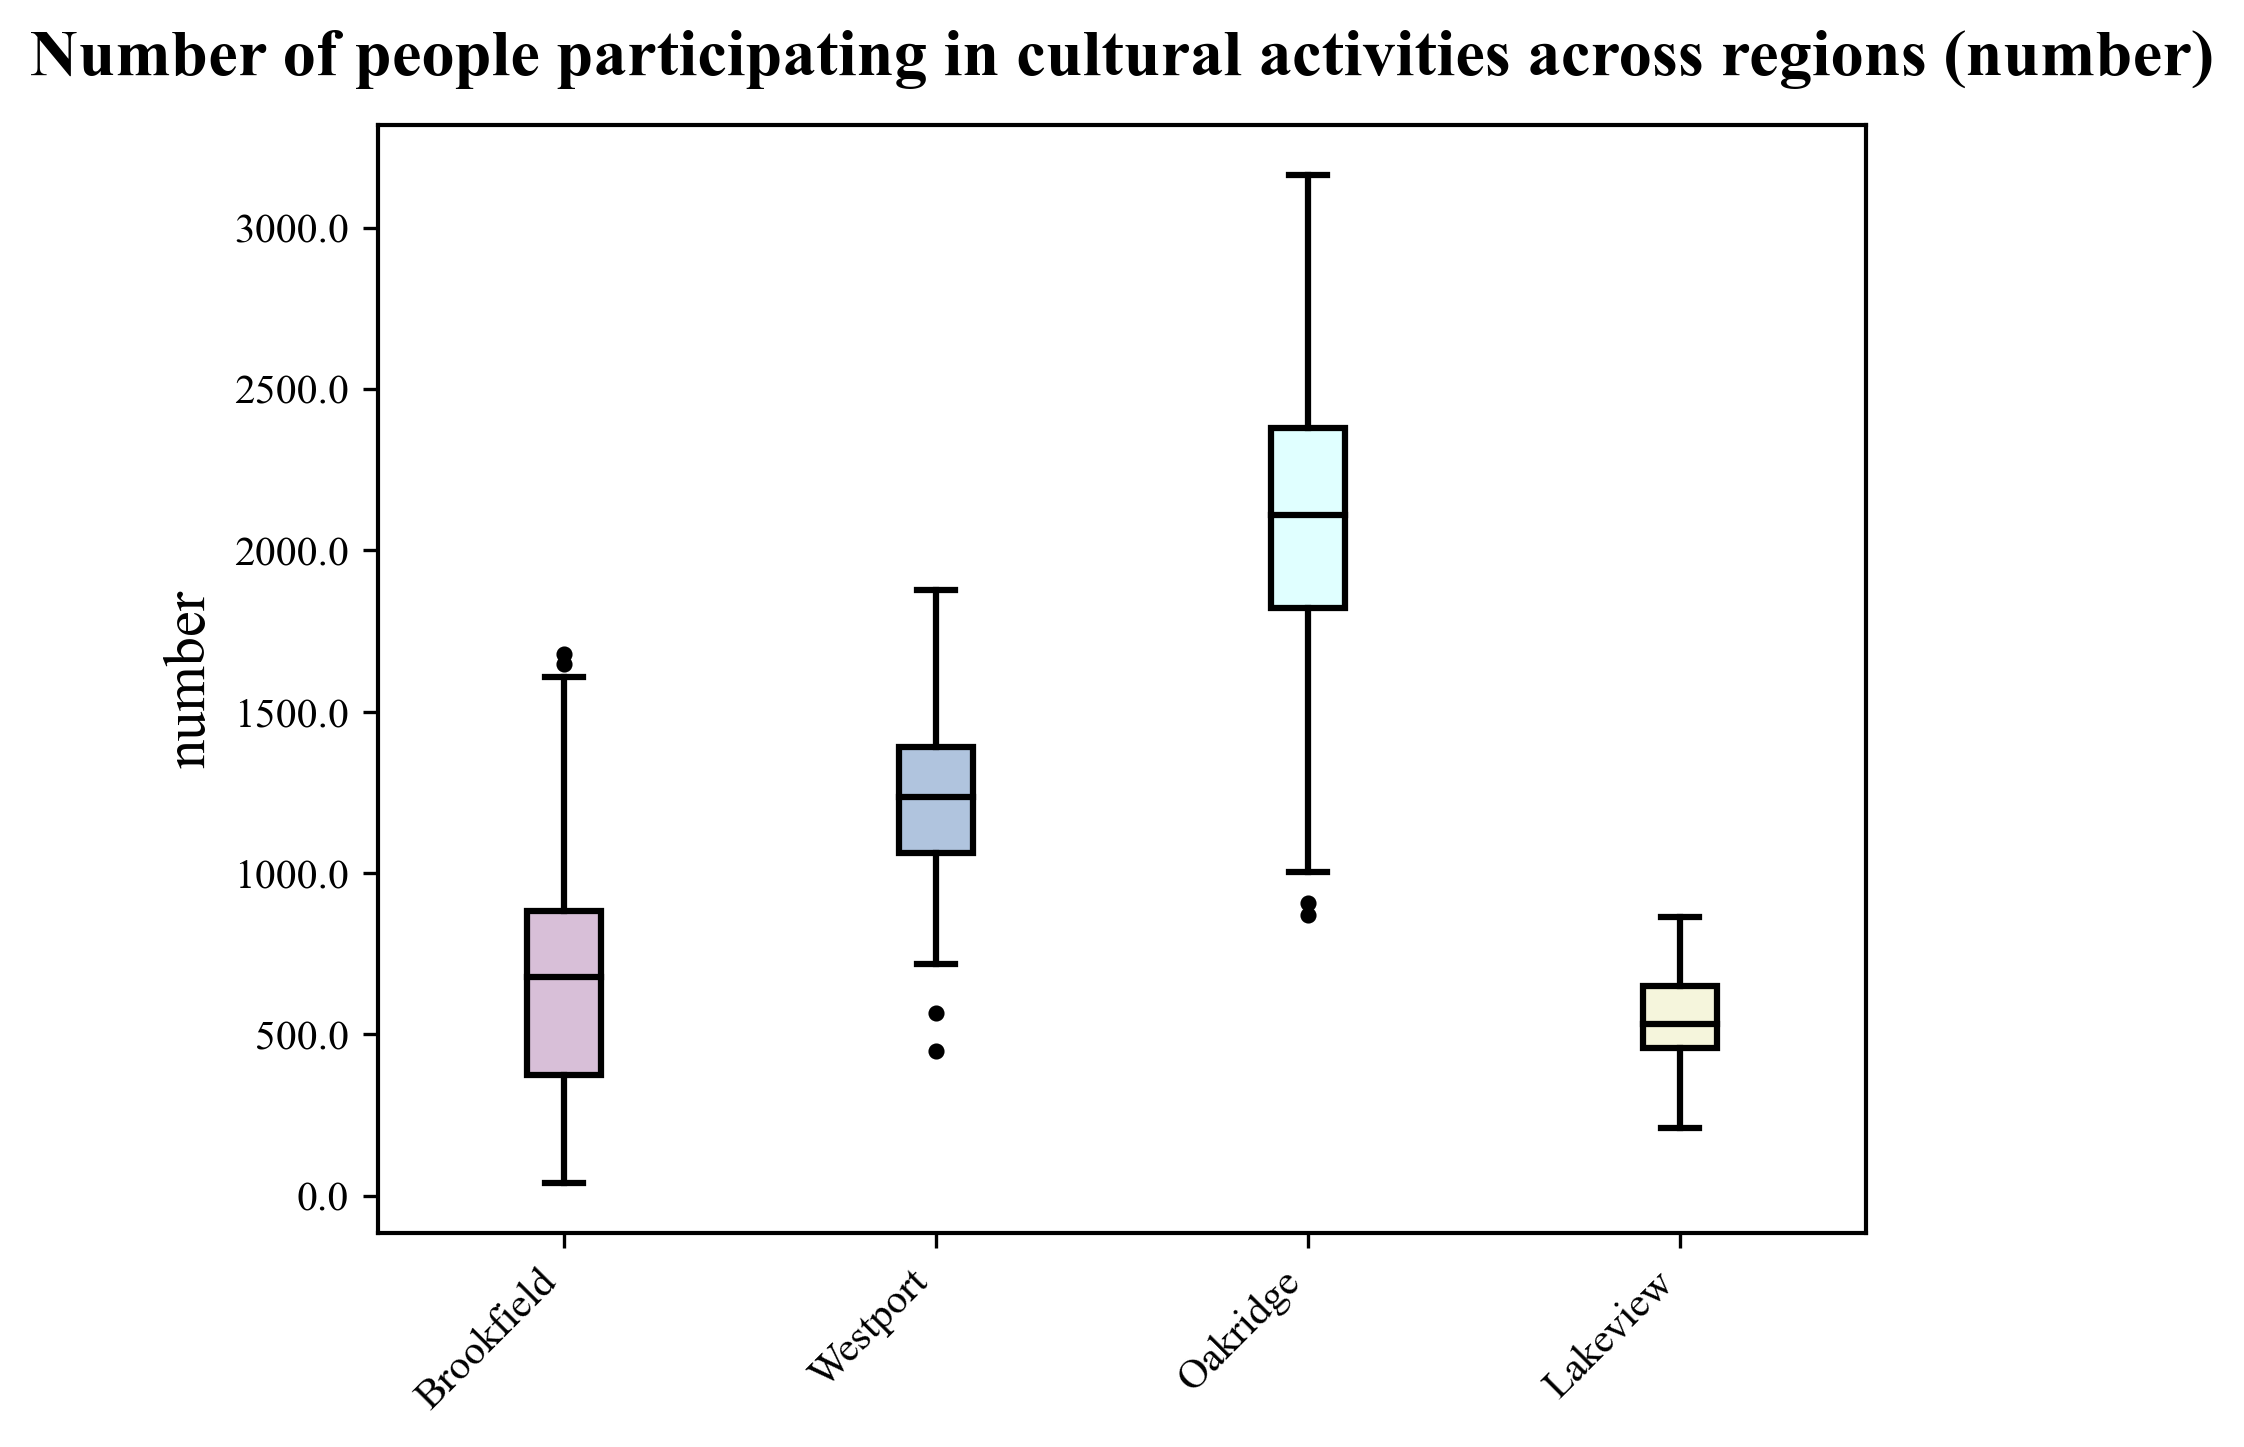 Number of people participating in cultural activities across regions (number)
number
3000.0
2500.0
2000.0
1500.0
1000.0
500.0
0.0
Brookfield
Westport
Oakridge
Lakeview